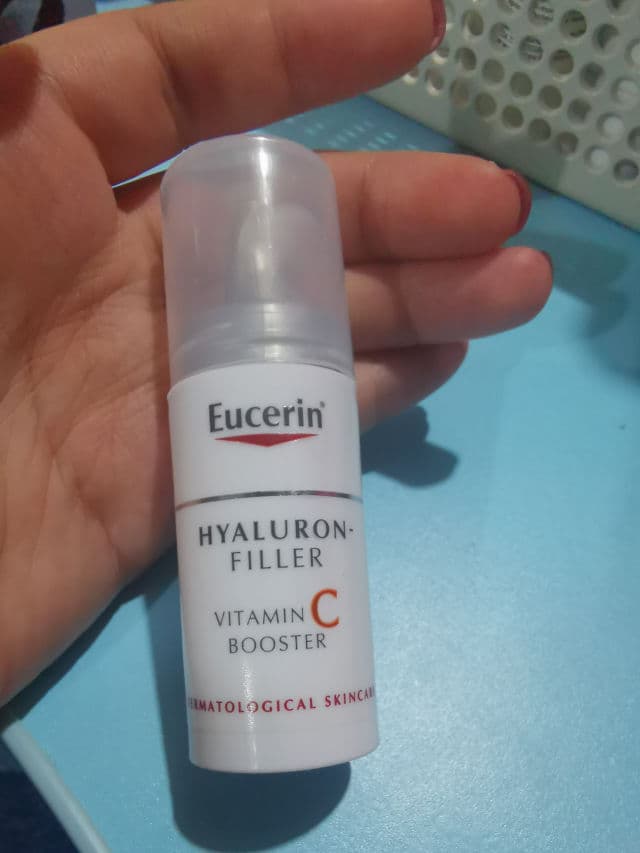 Eucerin®
HYALURON-
FILLER
VITAMIN C
BOOSTER
ERMATOLOGICAL SKINCAR